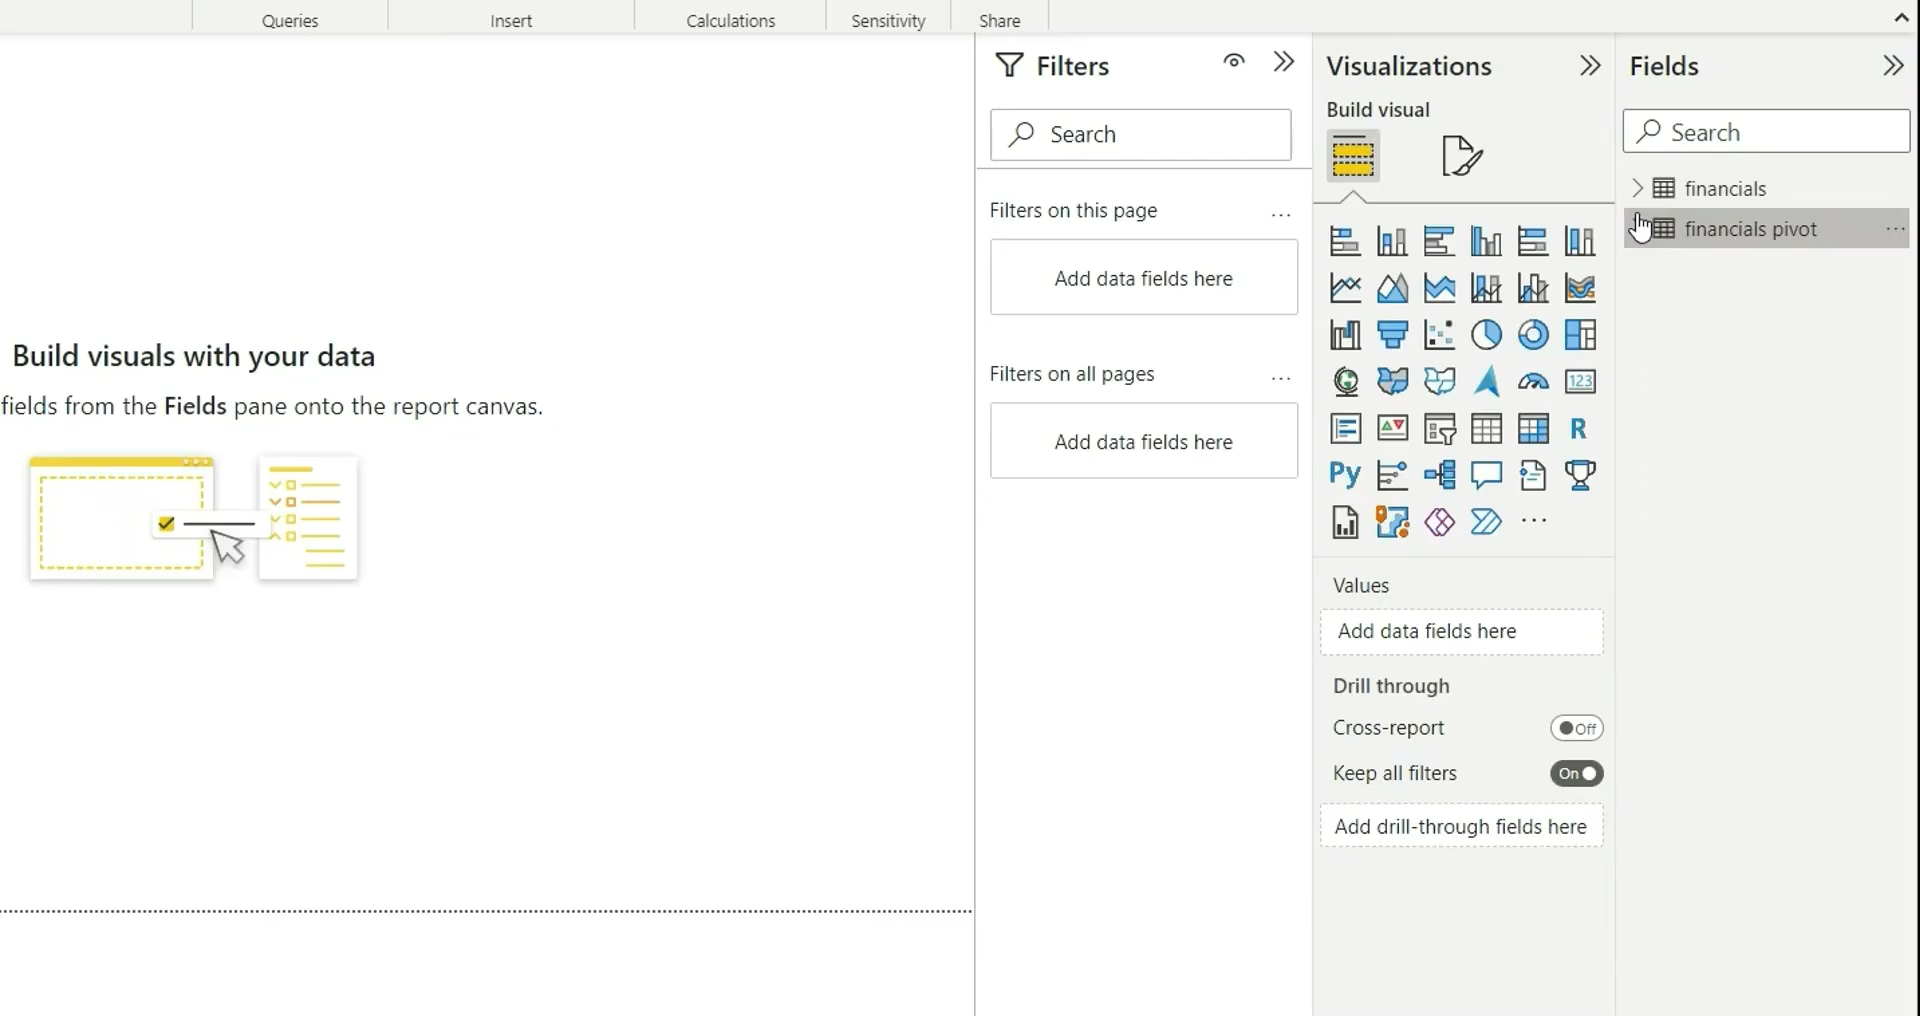 Queries
Insert
Calculations
Sensitivity
Share
Build visuals with your data
fields from the Fields pane onto the report canvas.
Filters
Search
Filters on this page
...
Add data fields here
Filters on all pages
...
Add data fields here
Visualizations
Build visual
123
R
Py
...
Values
Add data fields here
Drill through
Cross-report
Off
Keep all filters
On
Add drill-through fields here
Fields
Search
financials
financials pivot
...